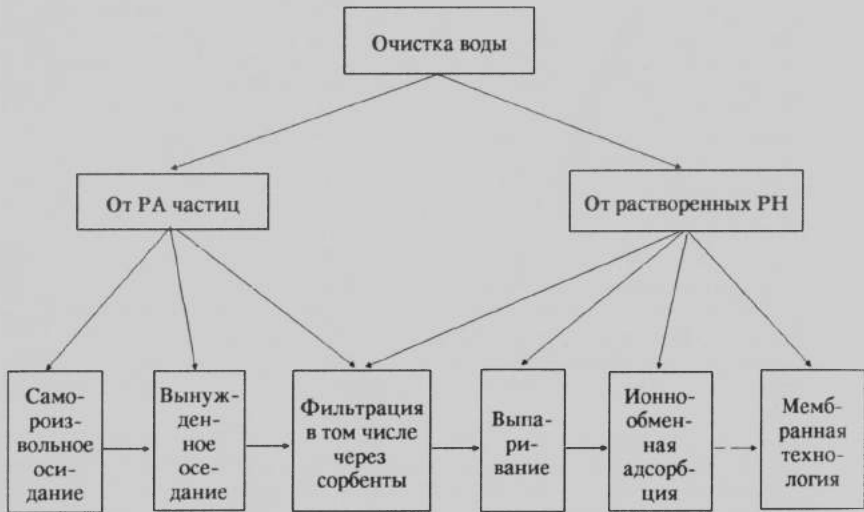 Очистка воды
От РА частиц
От растворенных РН
Само-
роиз-
вольное
оси-
дание
Вынуж-
ден-
ное
осе-
дание
Фильтрация
в том числе
через
сорбенты
Выпа-
ри-
вание
Ионно-
обмен-
ная
адсорб-
ция
Мемб-
ранная
техно-
логия